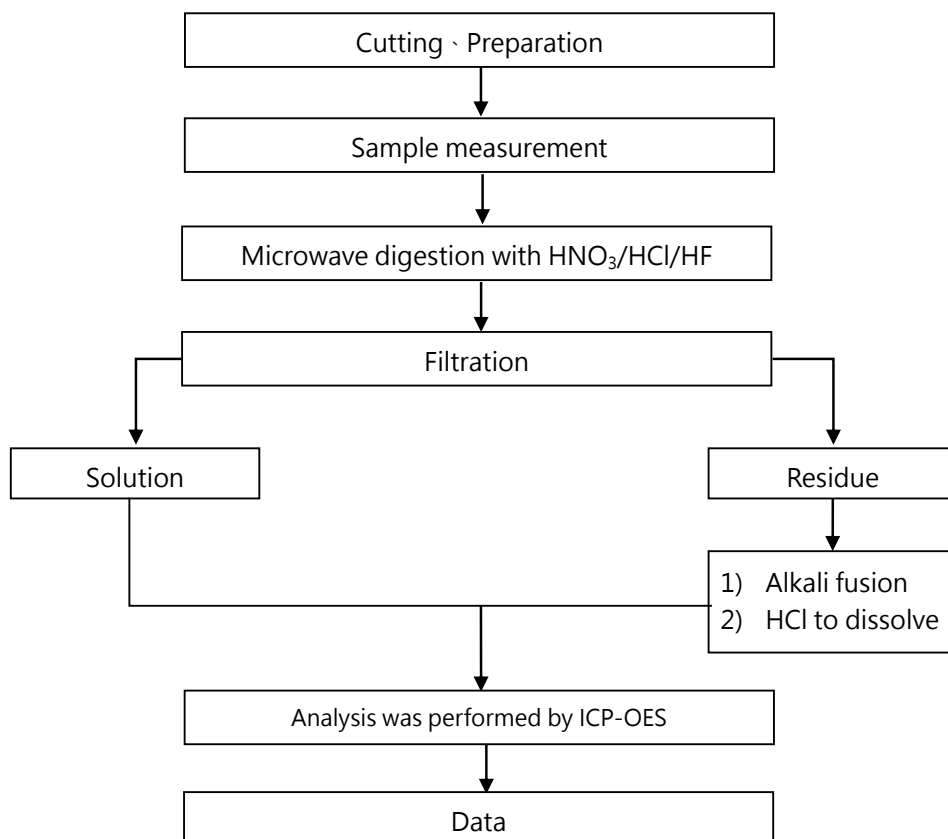 Cutting、Preparation
Sample measurement
Microwave digestion with HNO₃/HCl/HF
Filtration
Solution
Residue
1) Alkali fusion
2) HCl to dissolve
Analysis was performed by ICP-OES
Data